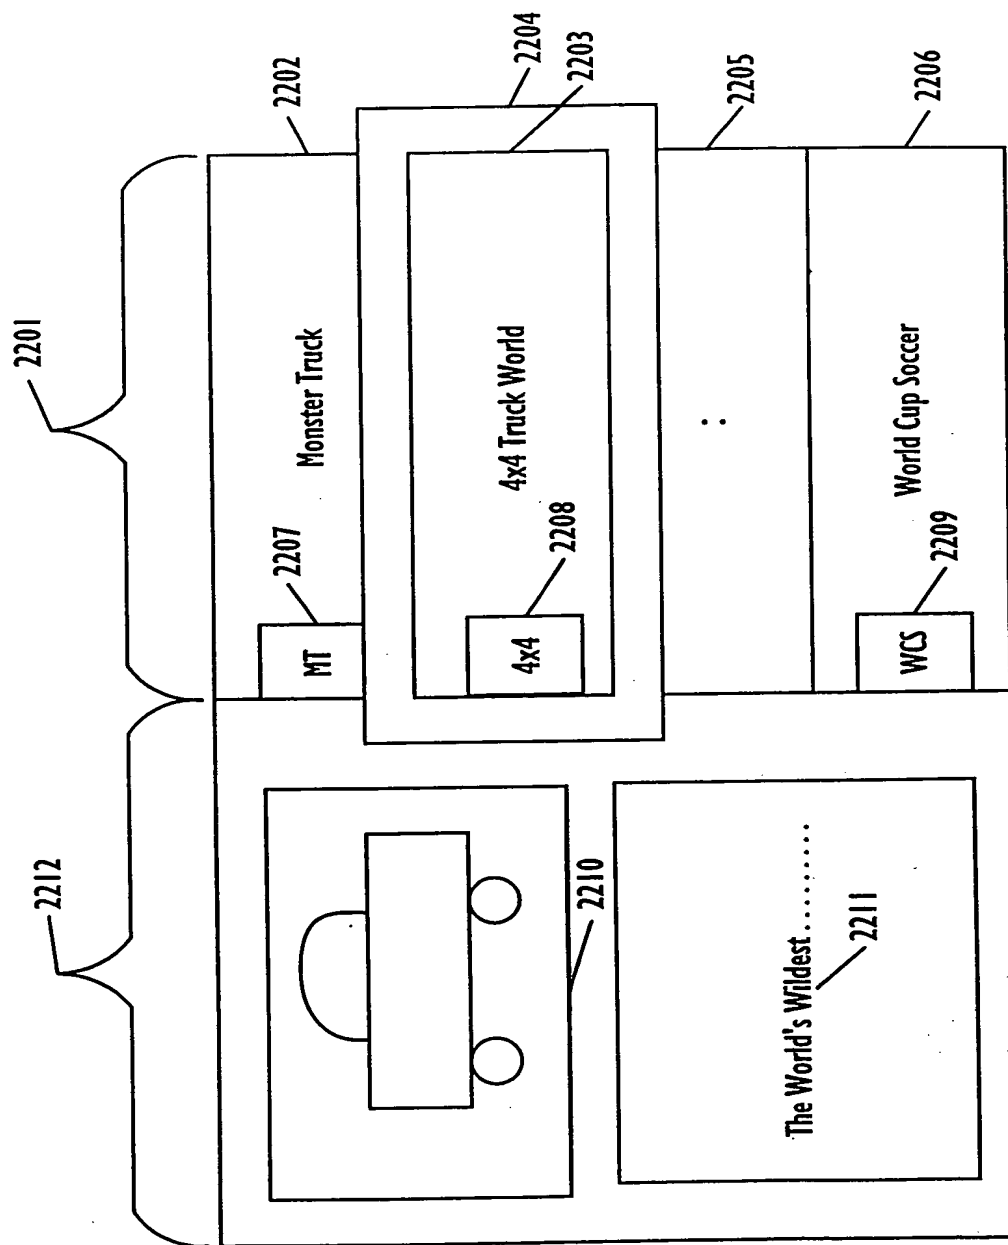 2212
2201
Monster Truck
2202
MT
2207
2204
2203
4x4 Truck World
4x4
2208
:
2205
World Cup Soccer
2206
WCS
2209
2210
The World's Wildest..........
2211